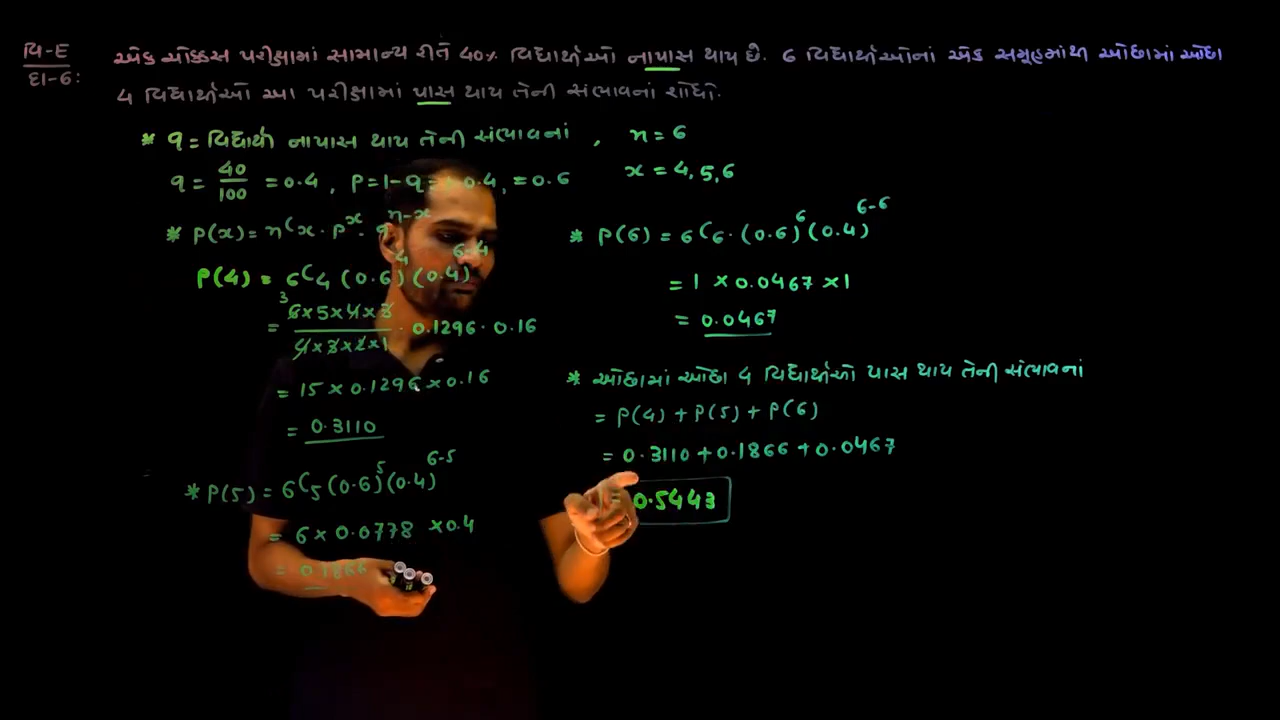 વિ-E એક ચોક્કસ પરીક્ષામાં સામાન્ય રીતે 40% વિદ્યાર્થીઓ નાપાસ થાય છે. 6 વિદ્યાર્થીઓનાં એક સમૂહમાંથી ઓછામાં ઓછા
દા-6: 4 વિદ્યાર્થીઓ આ પરીક્ષામાં પાસ થાય તેની સંભાવનાં શોધો.
* q = વિદ્યાર્થી નાપાસ થાય તેની સંભાવનાં , n = 6
q = 40/100 = 0.4 , P = 1 - q = 1 - 0.4, = 0.6
x = 4, 5, 6
* P(x) = nCx · P^x · q^(n-x)
P(4) = 6C4 (0.6)^4 (0.4)^(6-4)
= 6×5×4×3 / 4×3×2×1 · 0.1296 · 0.16
3
= 15 × 0.1296 × 0.16
= 0.3110
* P(5) = 6C5 (0.6)^5 (0.4)^(6-5)
= 6 × 0.0778 × 0.4
= 0.1866
* P(6) = 6C6 · (0.6)^6 (0.4)^(6-6)
= 1 × 0.0467 × 1
= 0.0467
* ઓછામાં ઓછા 4 વિદ્યાર્થીઓ પાસ થાય તેની સંભાવનાં
= P(4) + P(5) + P(6)
= 0.3110 + 0.1866 + 0.0467
= 0.5443